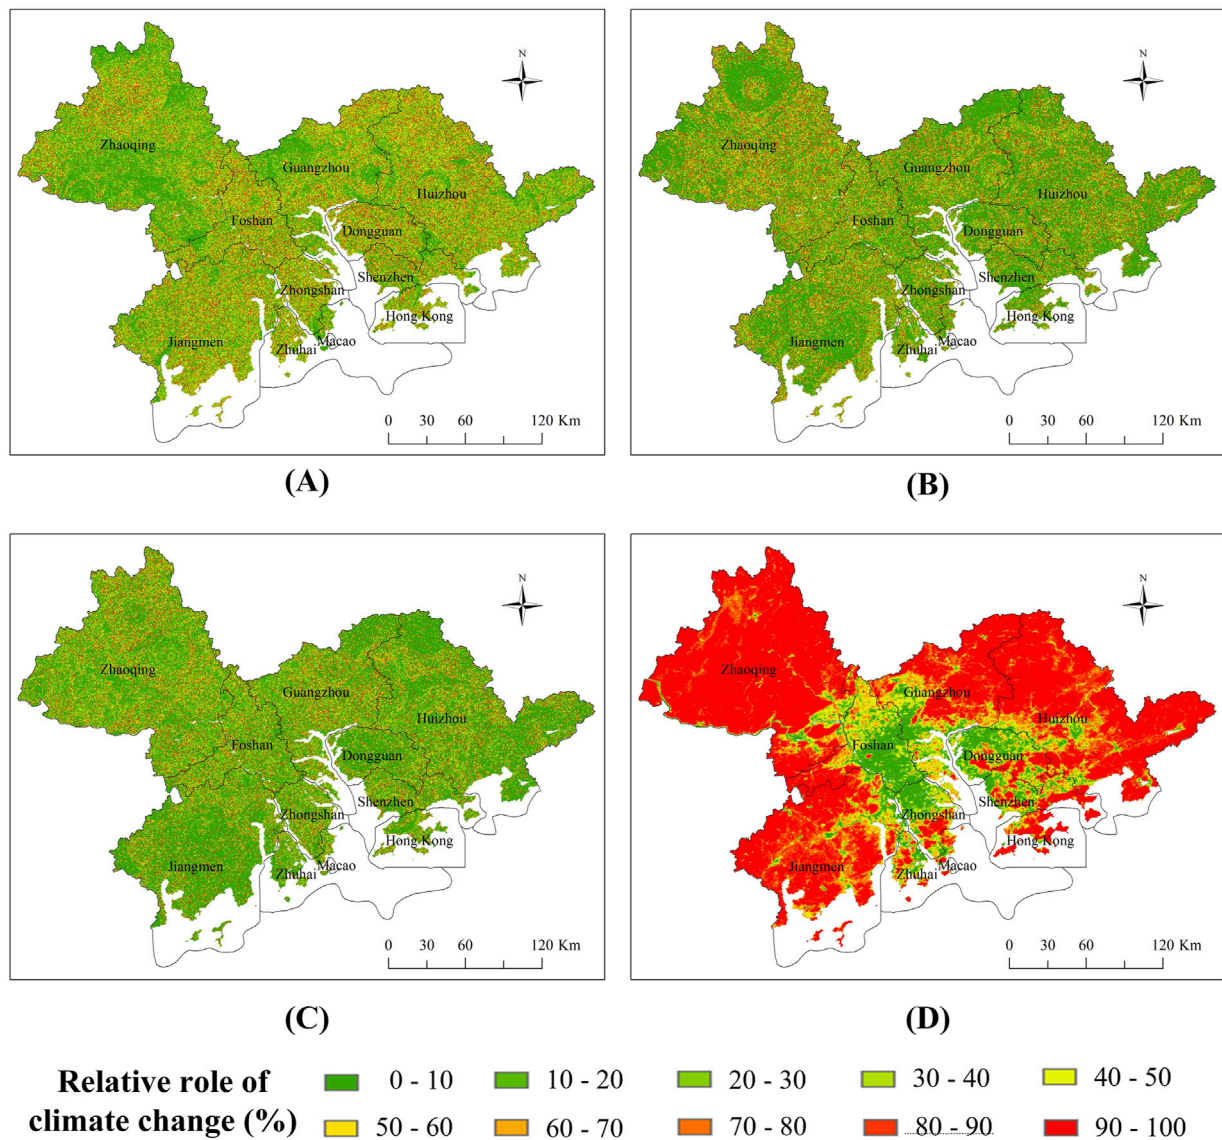 N
Zhaoqing
Guangzhou
Huizhou
Foshan
Dongguan
Shenzhen
Zhongshan
Hong Kong
Jiangmen
Zhuhai
Macao
0 30 60 120 Km
(A)
N
Zhaoqing
Guangzhou
Huizhou
Foshan
Dongguan
Shenzhen
Zhongshan
Hong Kong
Jiangmen
Zhuhai
Macao
0 30 60 120 Km
(B)
N
Zhaoqing
Guangzhou
Huizhou
Foshan
Dongguan
Shenzhen
Zhongshan
Hong Kong
Jiangmen
Zhuhai
Macao
0 30 60 120 Km
(C)
N
Zhaoqing
Guangzhou
Huizhou
Foshan
Dongguan
Shenzhen
Zhongshan
Hong Kong
Jiangmen
Zhuhai
Macao
0 30 60 120 Km
(D)
Relative role of
climate change (%)
0 - 10 10 - 20 20 - 30 30 - 40 40 - 50
50 - 60 60 - 70 70 - 80 80 - 90 90 - 100